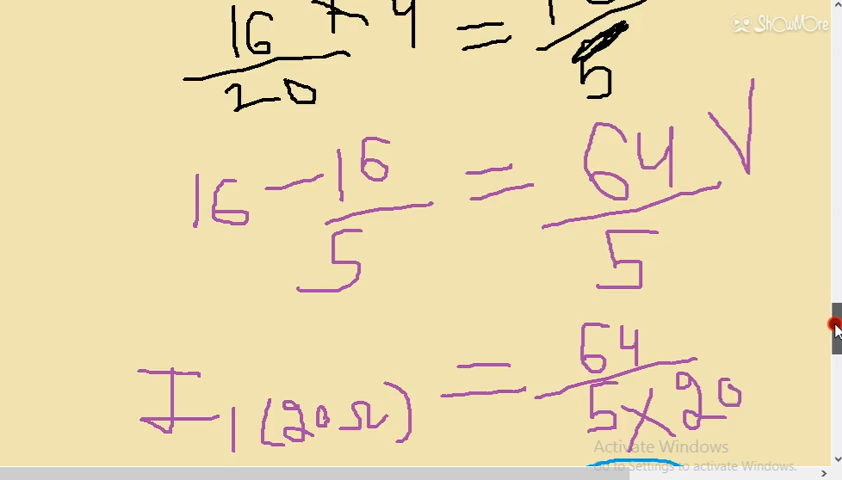 ShowMore
16/20 × 4 = 1 /5
16 - 16/5 = 64/5 V
I1(20Ω) = 64/5×20
Activate Windows
Go to Settings to activate Windows.